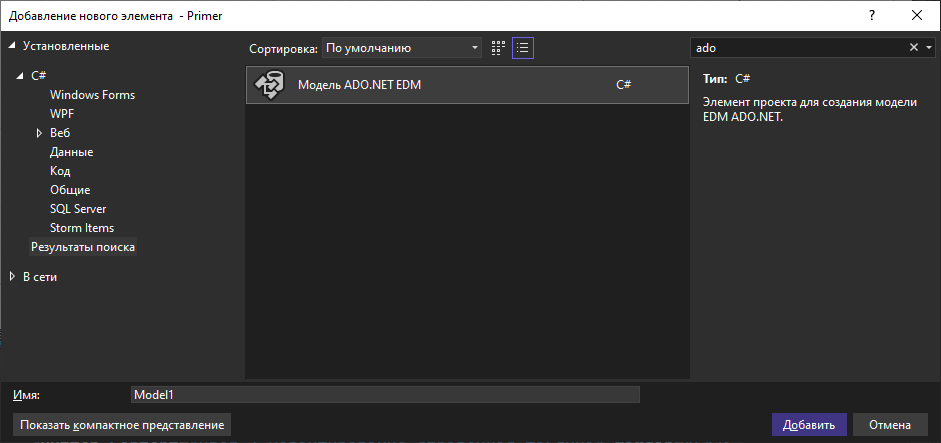 Добавление нового элемента - Primer
? ×
Установленные
C#
Windows Forms
WPF
Веб
Данные
Код
Общие
SQL Server
Storm Items
Результаты поиска
В сети
Сортировка: По умолчанию
Модель ADO.NET EDM C#
ado
Тип: C#
Элемент проекта для создания модели
EDM ADO.NET.
Имя: Model1
Показать компактное представление
Добавить Отмена